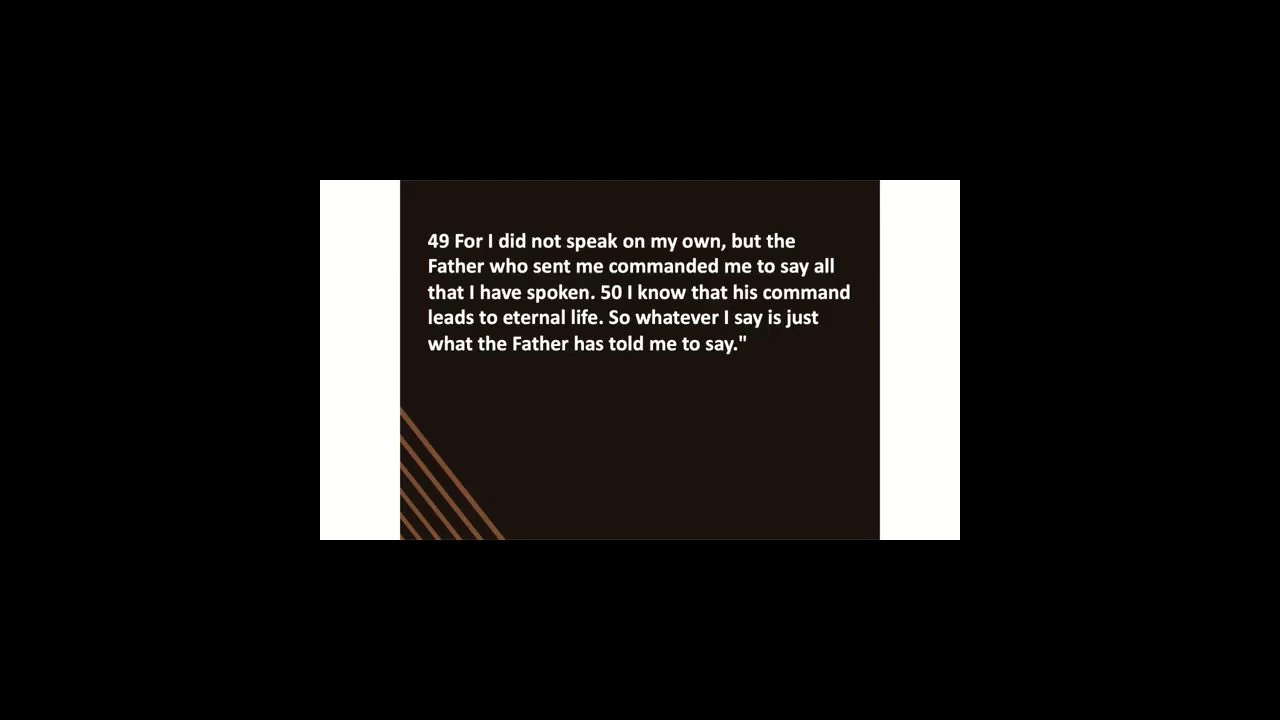 49 For I did not speak on my own, but the
Father who sent me commanded me to say all
that I have spoken. 50 I know that his command
leads to eternal life. So whatever I say is just
what the Father has told me to say."